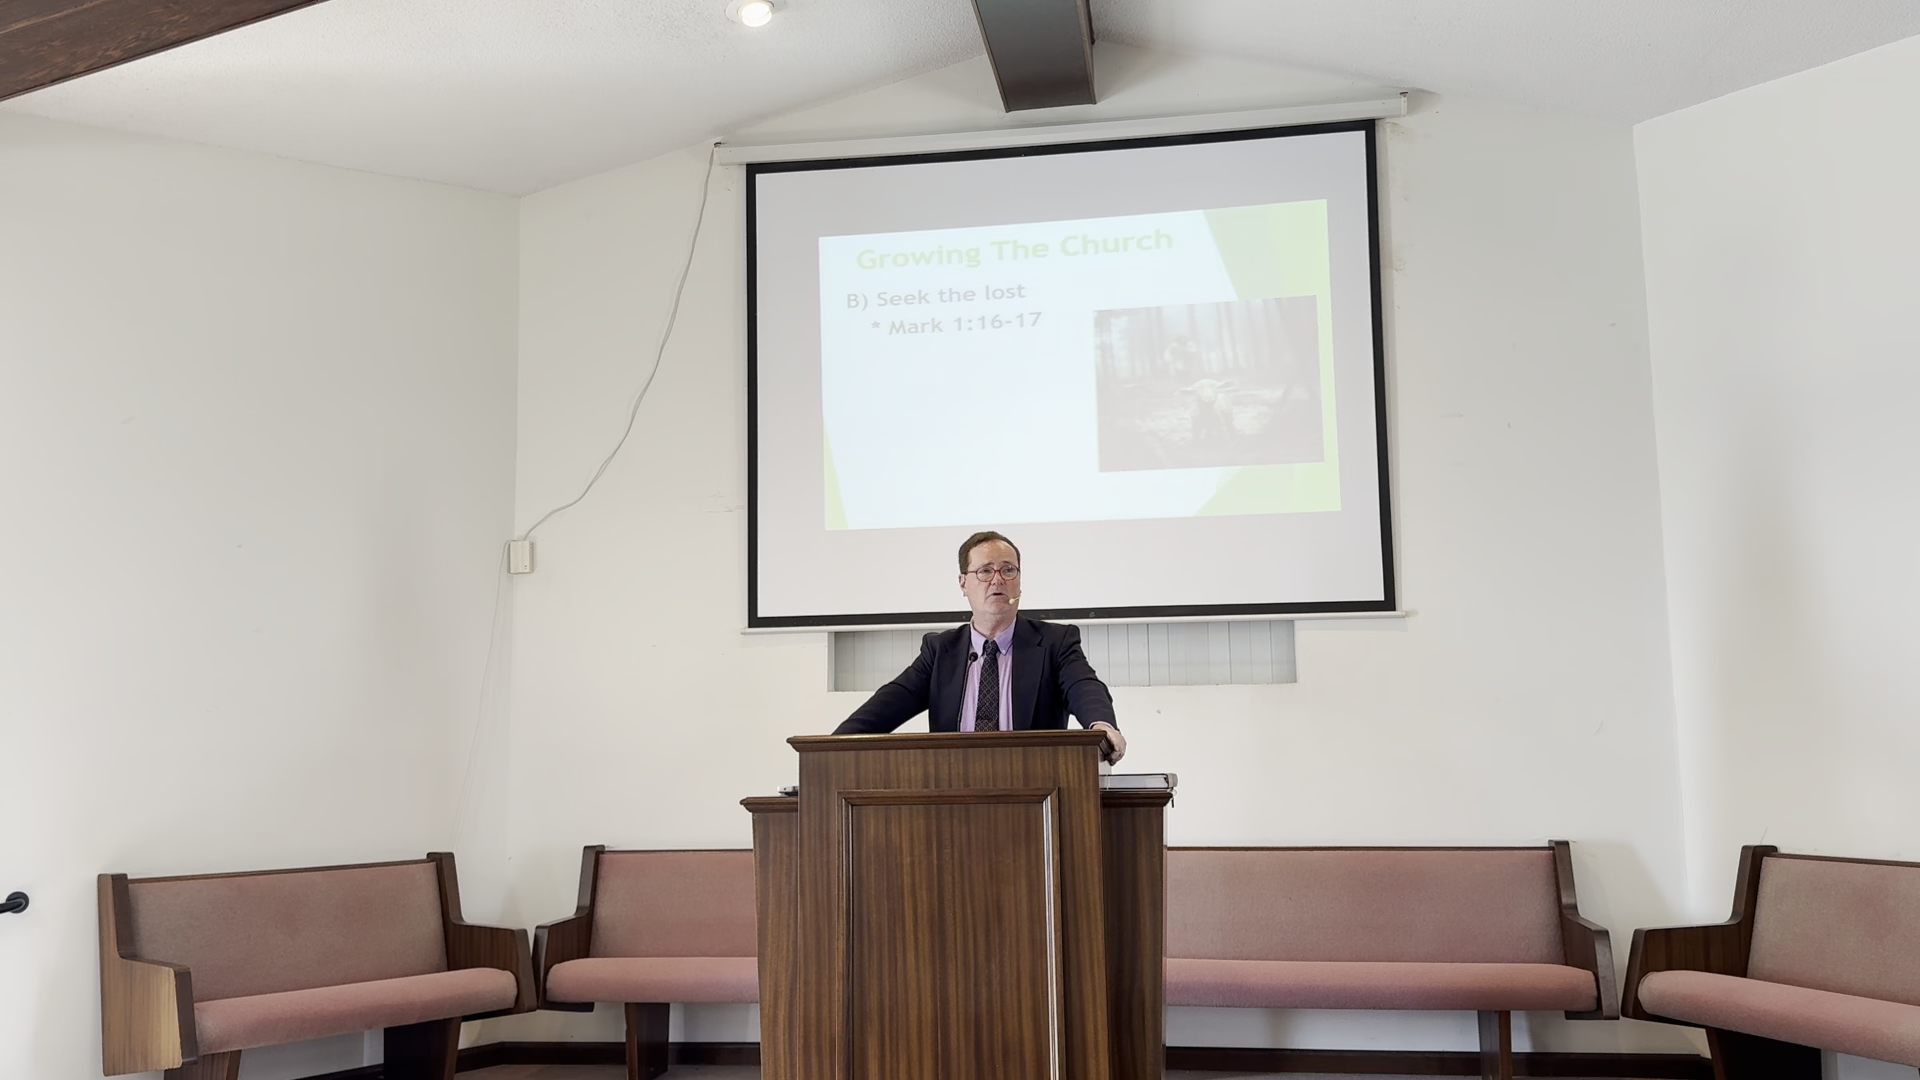 Growing The Church
B) Seek the lost
* Mark 1:16-17